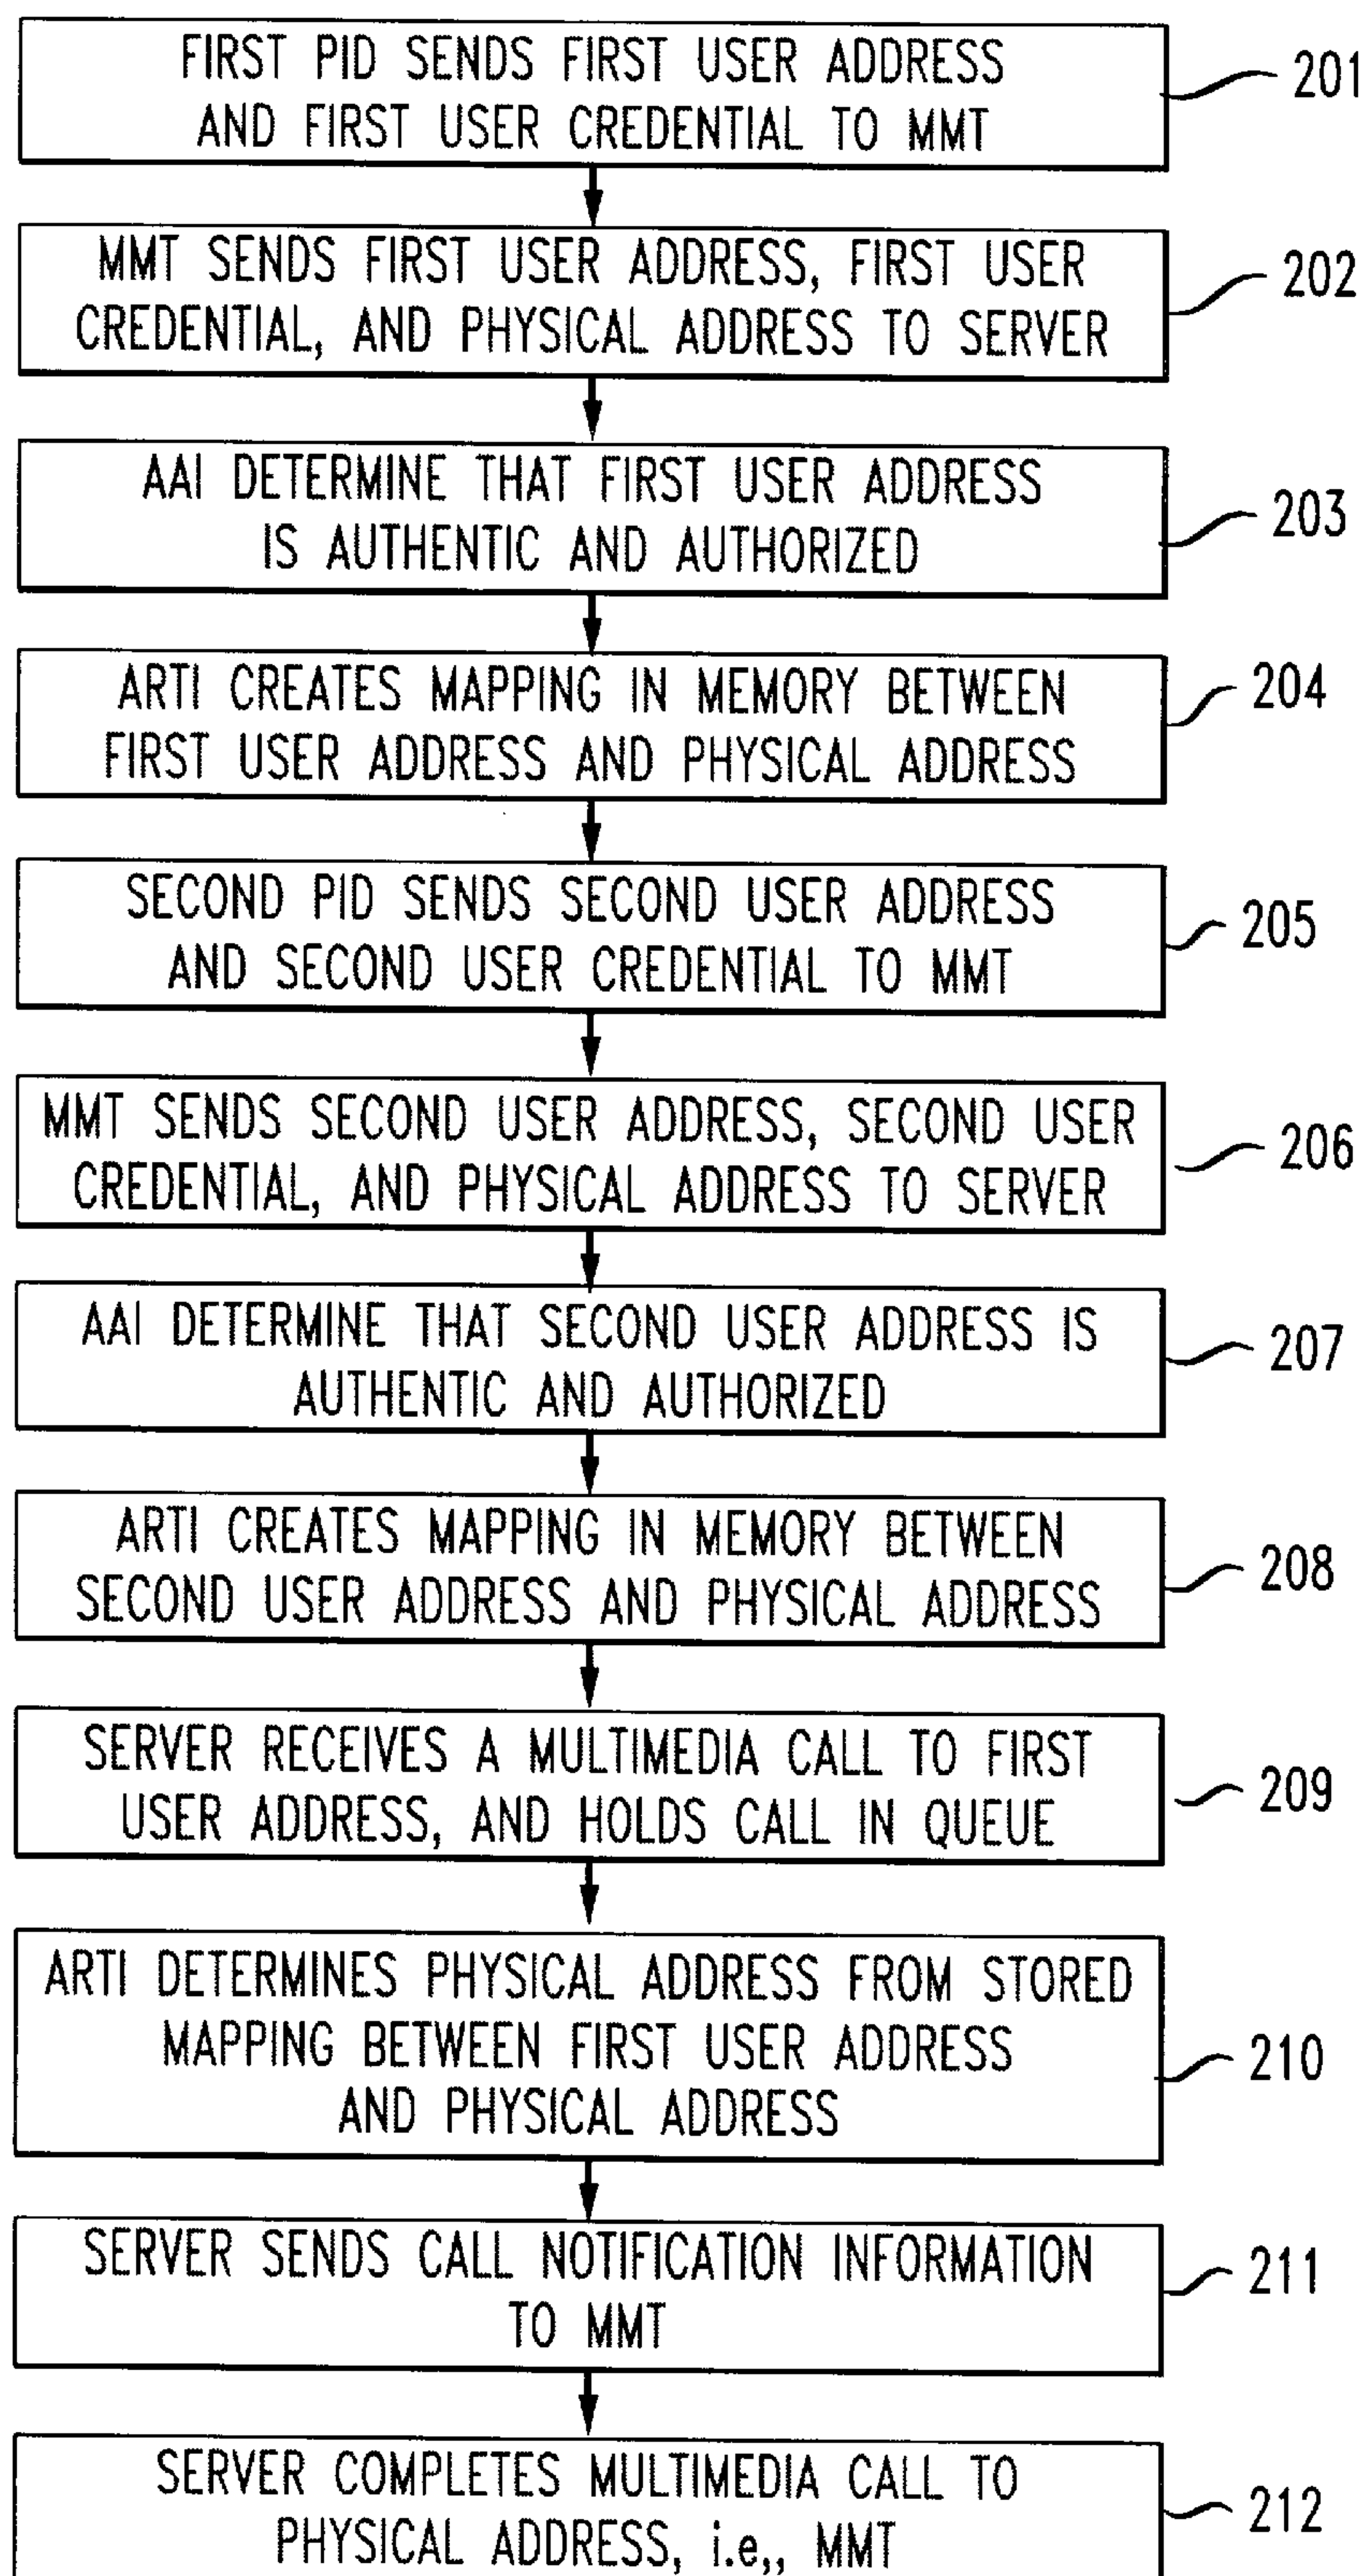 FIRST PID SENDS FIRST USER ADDRESS
AND FIRST USER CREDENTIAL TO MMT
201
MMT SENDS FIRST USER ADDRESS, FIRST USER
CREDENTIAL, AND PHYSICAL ADDRESS TO SERVER
202
AAI DETERMINE THAT FIRST USER ADDRESS
IS AUTHENTIC AND AUTHORIZED
203
ARTI CREATES MAPPING IN MEMORY BETWEEN
FIRST USER ADDRESS AND PHYSICAL ADDRESS
204
SECOND PID SENDS SECOND USER ADDRESS
AND SECOND USER CREDENTIAL TO MMT
205
MMT SENDS SECOND USER ADDRESS, SECOND USER
CREDENTIAL, AND PHYSICAL ADDRESS TO SERVER
206
AAI DETERMINE THAT SECOND USER ADDRESS IS
AUTHENTIC AND AUTHORIZED
207
ARTI CREATES MAPPING IN MEMORY BETWEEN
SECOND USER ADDRESS AND PHYSICAL ADDRESS
208
SERVER RECEIVES A MULTIMEDIA CALL TO FIRST
USER ADDRESS, AND HOLDS CALL IN QUEUE
209
ARTI DETERMINES PHYSICAL ADDRESS FROM STORED
MAPPING BETWEEN FIRST USER ADDRESS
AND PHYSICAL ADDRESS
210
SERVER SENDS CALL NOTIFICATION INFORMATION
TO MMT
211
SERVER COMPLETES MULTIMEDIA CALL TO
PHYSICAL ADDRESS, i.e,, MMT
212